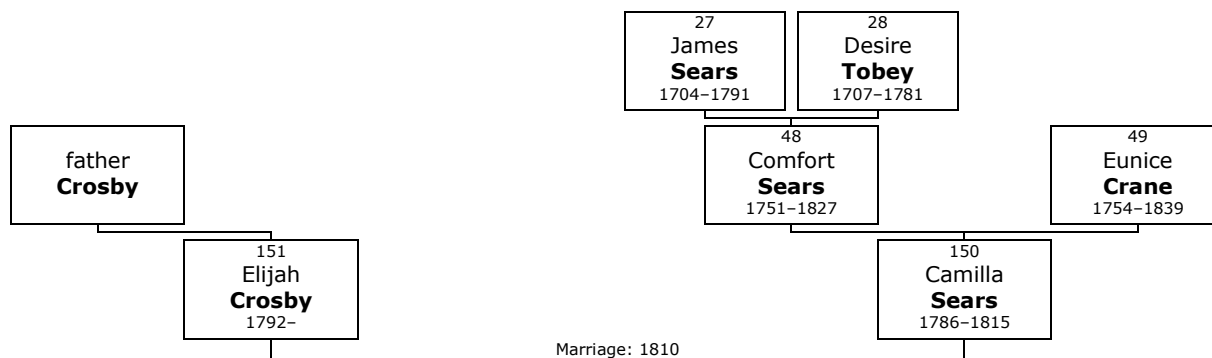 27
James
Sears
1704–1791
28
Desire
Tobey
1707–1781
father
Crosby
48
Comfort
Sears
1751–1827
49
Eunice
Crane
1754–1839
151
Elijah
Crosby
1792–
150
Camilla
Sears
1786–1815
Marriage: 1810